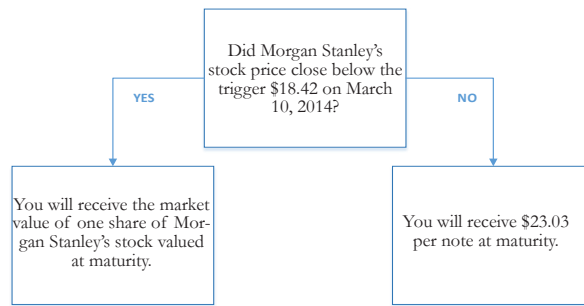 Did Morgan Stanley's
stock price close below the
trigger $18.42 on March
10, 2014?
YES
NO
You will receive the market
value of one share of Mor-
gan Stanley's stock valued
at maturity.
You will receive $23.03
per note at maturity.